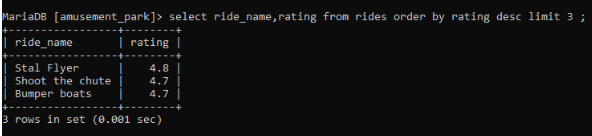 MariaDB [amusement_park]> select ride_name,rating from rides order by rating desc limit 3 ;
+-----------------+--------+
| ride_name       | rating |
+-----------------+--------+
| Stal Flyer      |    4.8 |
| Shoot the chute |    4.7 |
| Bumper boats    |    4.7 |
+-----------------+--------+
3 rows in set (0.001 sec)